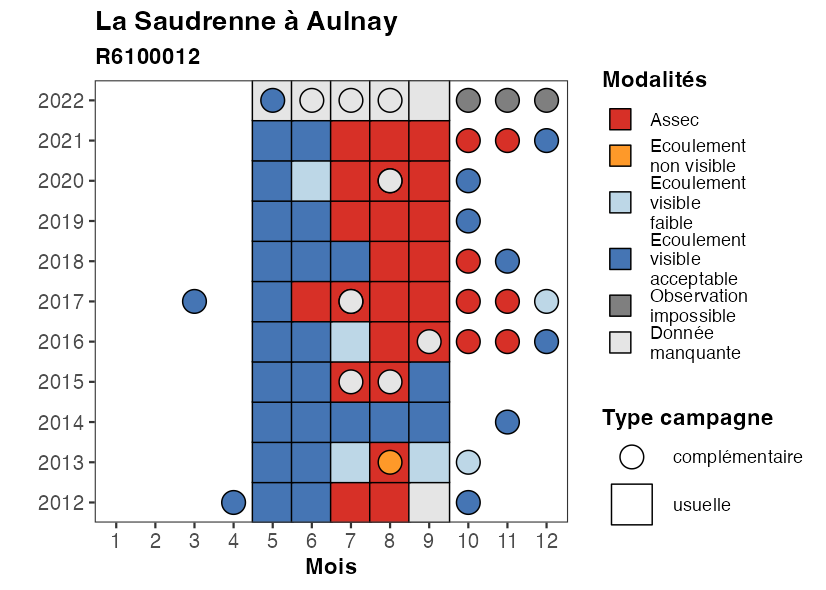 La Saudrenne à Aulnay
R6100012
2022
2021
2020
2019
2018
2017
2016
2015
2014
2013
2012
1 2 3 4 5 6 7 8 9 10 11 12
Mois
Modalités
Assec
Ecoulement
non visible
Ecoulement
visible
faible
Ecoulement
visible
acceptable
Observation
impossible
Donnée
manquante
Type campagne
complémentaire
usuelle